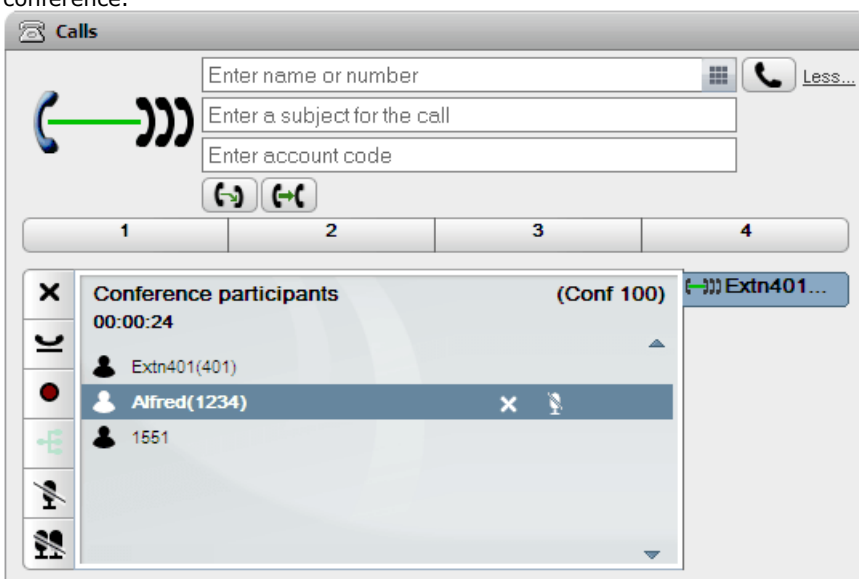 conference.
Calls
Enter name or number
Less...
Enter a subject for the call
Enter account code
1 2 3 4
Conference participants (Conf 100) Extn401...
00:00:24
Extn401(401)
Alfred(1234)
1551